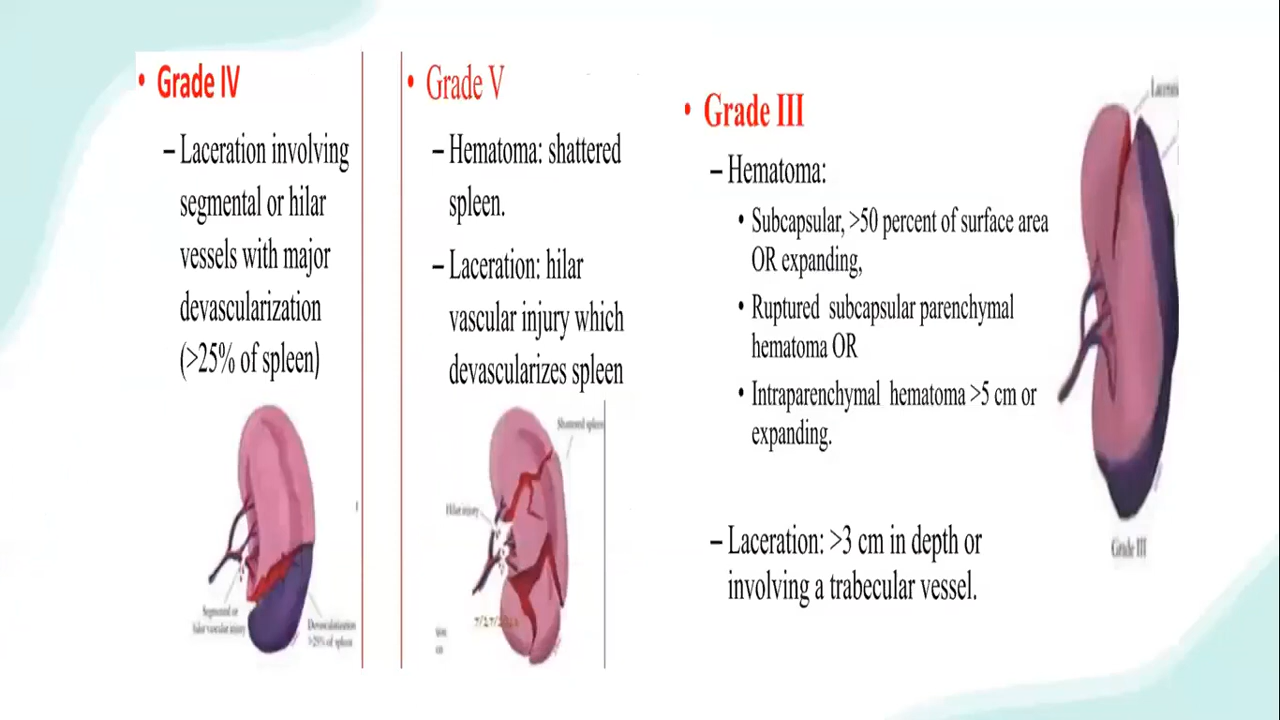 • Grade IV
– Laceration involving
segmental or hilar
vessels with major
devascularization
(>25% of spleen)
Segmental or
hilar vascular injury
Devascularization
>25% of spleen
• Grade V
– Hematoma: shattered
spleen.
– Laceration: hilar
vascular injury which
devascularizes spleen
Shattered spleen
Hilar injury
7/27/2
cm
• Grade III
– Hematoma:
• Subcapsular, >50 percent of surface area
OR expanding,
• Ruptured subcapsular parenchymal
hematoma OR
• Intraparenchymal hematoma >5 cm or
expanding.
– Laceration: >3 cm in depth or
involving a trabecular vessel.
Grade III